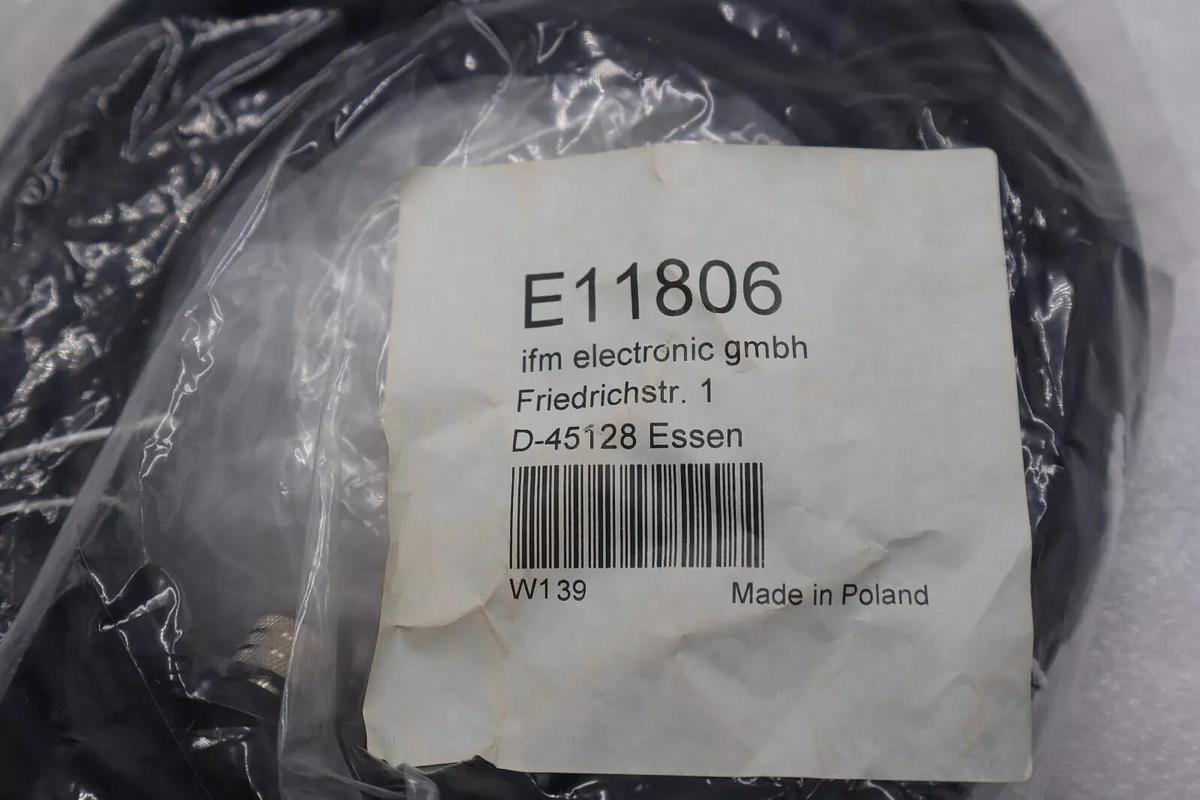 E11806
ifm electronic gmbh
Friedrichstr. 1
D-45128 Essen
W139 Made in Poland